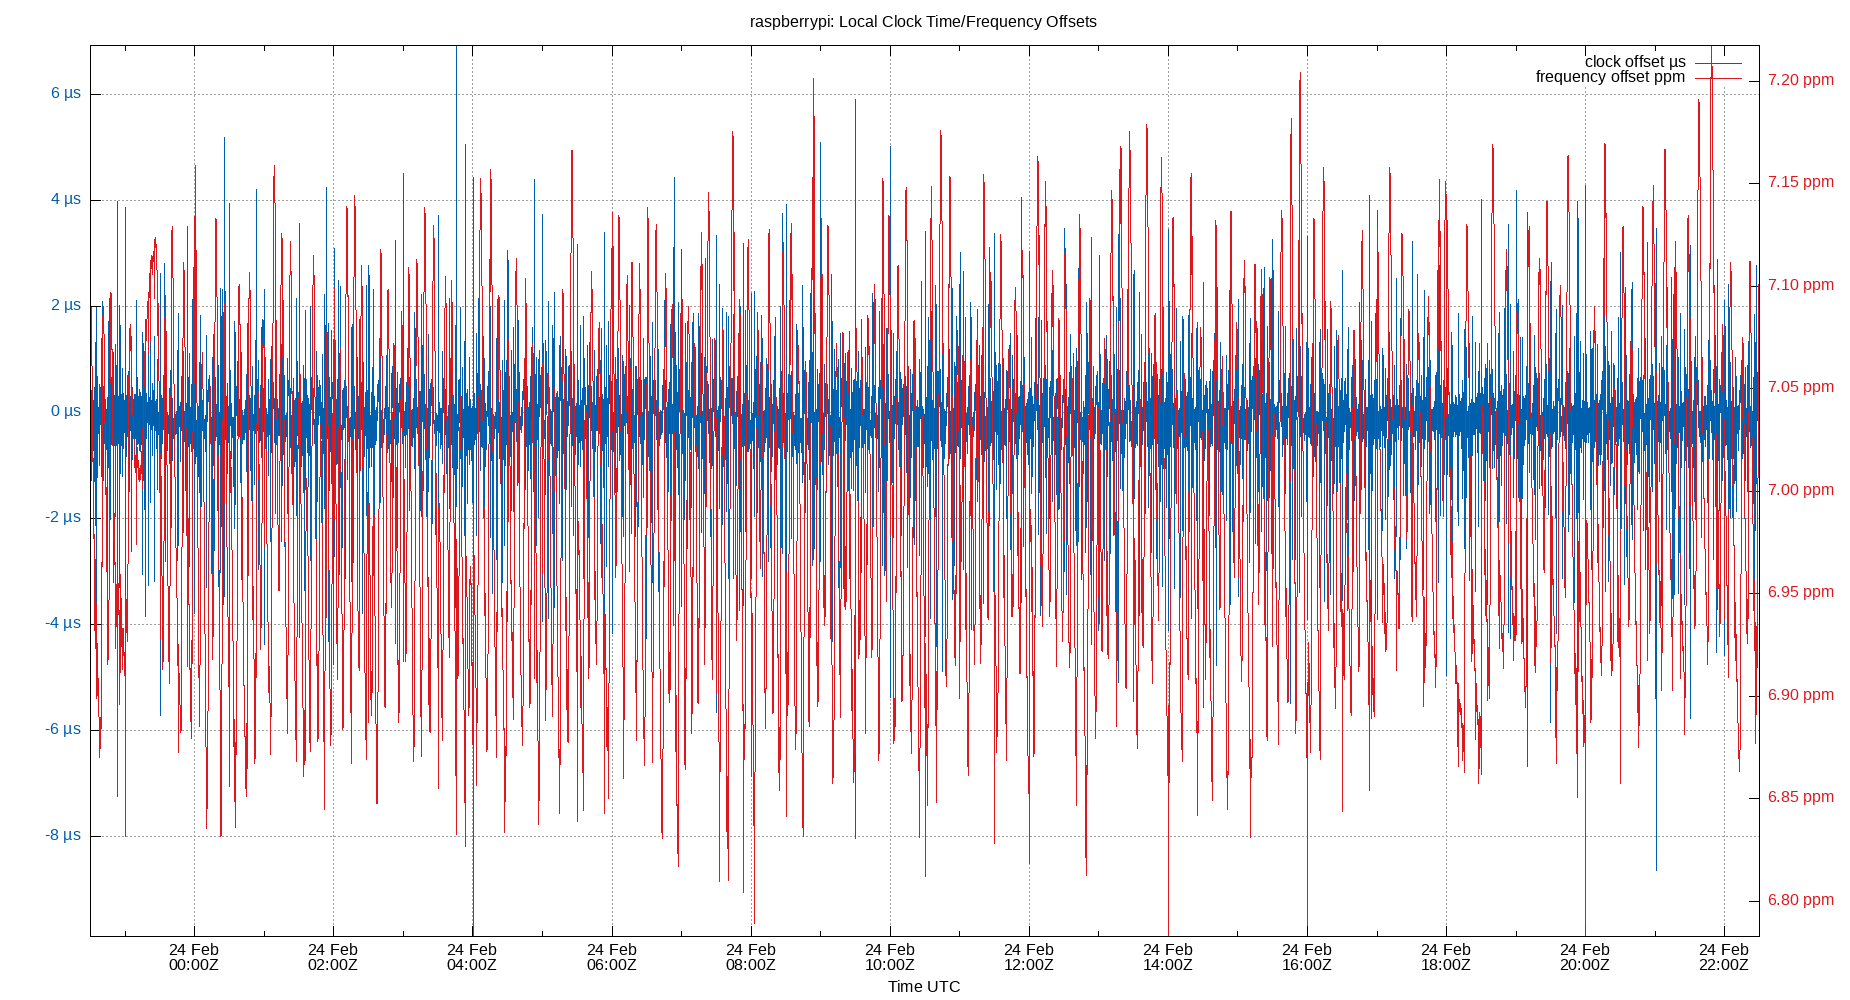 raspberrypi: Local Clock Time/Frequency Offsets
clock offset µs
frequency offset ppm
6 µs
4 µs
2 µs
0 µs
-2 µs
-4 µs
-6 µs
-8 µs
7.20 ppm
7.15 ppm
7.10 ppm
7.05 ppm
7.00 ppm
6.95 ppm
6.90 ppm
6.85 ppm
6.80 ppm
24 Feb 24 Feb 24 Feb 24 Feb 24 Feb 24 Feb 24 Feb 24 Feb 24 Feb 24 Feb 24 Feb 24 Feb
00:00Z 02:00Z 04:00Z 06:00Z 08:00Z 10:00Z 12:00Z 14:00Z 16:00Z 18:00Z 20:00Z 22:00Z
Time UTC